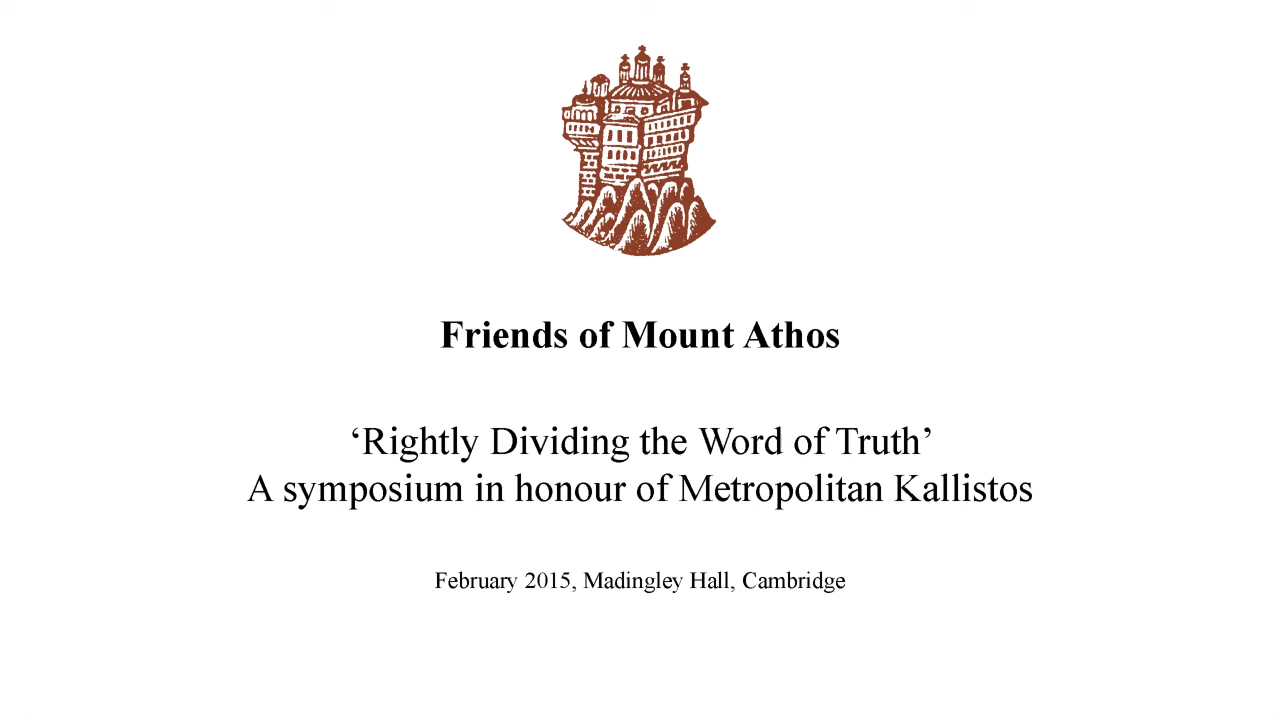 Friends of Mount Athos
‘Rightly Dividing the Word of Truth’
A symposium in honour of Metropolitan Kallistos
February 2015, Madingley Hall, Cambridge